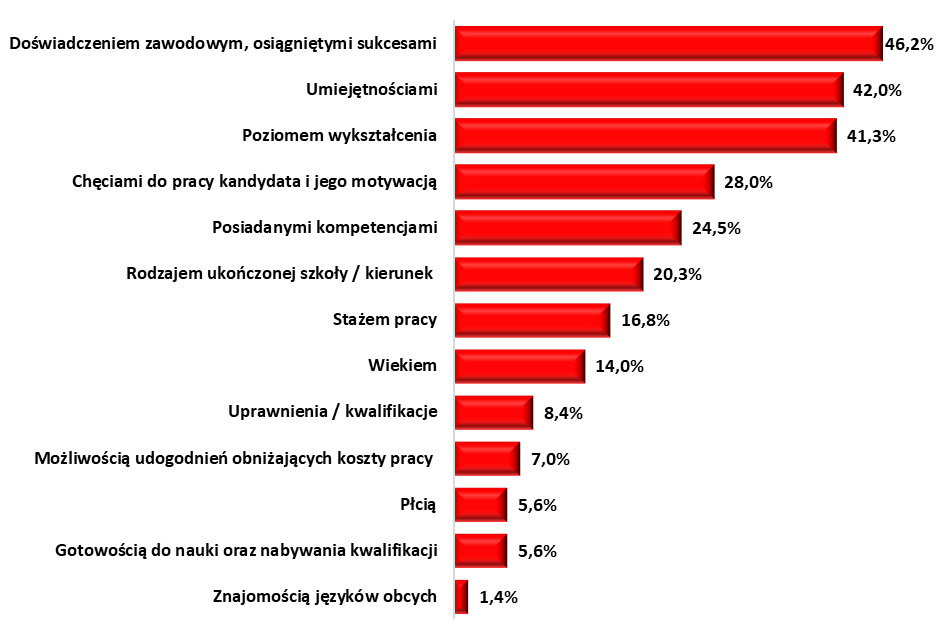 Doświadczeniem zawodowym, osiągniętymi sukcesami 46,2%
Umiejętnościami 42,0%
Poziomem wykształcenia 41,3%
Chęciami do pracy kandydata i jego motywacją 28,0%
Posiadanymi kompetencjami 24,5%
Rodzajem ukończonej szkoły / kierunek 20,3%
Stażem pracy 16,8%
Wiekiem 14,0%
Uprawnienia / kwalifikacje 8,4%
Możliwością udogodnień obniżających koszty pracy 7,0%
Płcią 5,6%
Gotowością do nauki oraz nabywania kwalifikacji 5,6%
Znajomością języków obcych 1,4%